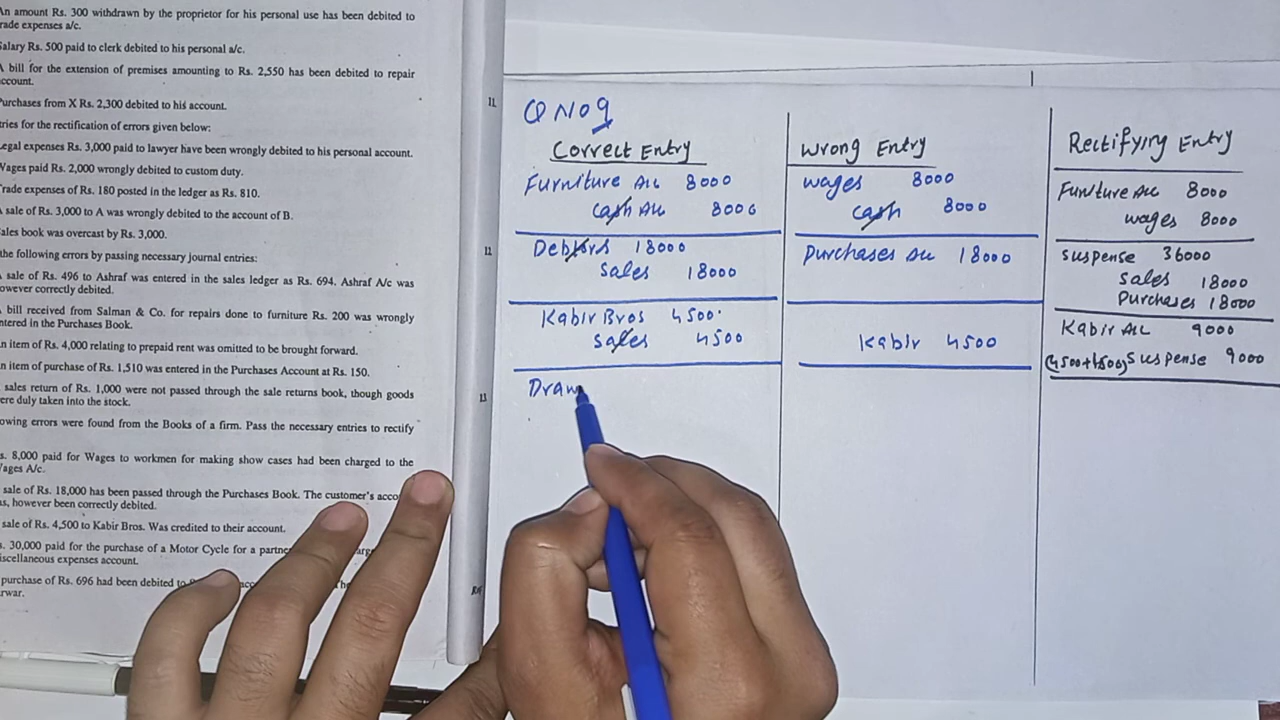 An amount Rs. 300 withdrawn by the proprietor for his personal use has been debited to
rade expenses a/c.
Salary Rs. 500 paid to clerk debited to his personal a/c.
A bill for the extension of premises amounting to Rs. 2,550 has been debited to repair
ccount.
Purchases from X Rs. 2,300 debited to his account.
tries for the rectification of errors given below:
Legal expenses Rs. 3,000 paid to lawyer have been wrongly debited to his personal account.
Wages paid Rs. 2,000 wrongly debited to custom duty.
Trade expenses of Rs. 180 posted in the ledger as Rs. 810.
A sale of Rs. 3,000 to A was wrongly debited to the account of B.
Sales book was overcast by Rs. 3,000.
the following errors by passing necessary journal entries:
A sale of Rs. 496 to Ashraf was entered in the sales ledger as Rs. 694. Ashraf A/c was
owever correctly debited.
A bill received from Salman & Co. for repairs done to furniture Rs. 200 was wrongly
ntered in the Purchases Book.
n item of Rs. 4,000 relating to prepaid rent was omitted to be brought forward.
n item of purchase of Rs. 1,510 was entered in the Purchases Account at Rs. 150.
sales return of Rs. 1,000 were not passed through the sale returns book, though goods
ere duly taken into the stock.
owing errors were found from the Books of a firm. Pass the necessary entries to rectify
s. 8,000 paid for Wages to workmen for making show cases had been charged to the
Wages A/c.
sale of Rs. 18,000 has been passed through the Purchases Book. The customer's acco
as, however been correctly debited.
sale of Rs. 4,500 to Kabir Bros. Was credited to their account.
s. 30,000 paid for the purchase of a Motor Cycle for a partne
iscellaneous expenses account.
purchase of Rs. 696 had been debited to
rwar.
11
12
13
Q NO 9
Correct Entry
Furniture A/c 8000
cash A/c 8000
Debtors 18000
sales 18000
Kabir Bros 4500
sales 4500
Draw
Wrong Entry
wages 8000
cash 8000
purchases A/c 18000
Kabir 4500
Rectifying Entry
Furniture A/c 8000
wages 8000
suspense 36000
sales 18000
Purchases 18000
Kabir A/c 9000
(4500+4500) suspense 9000